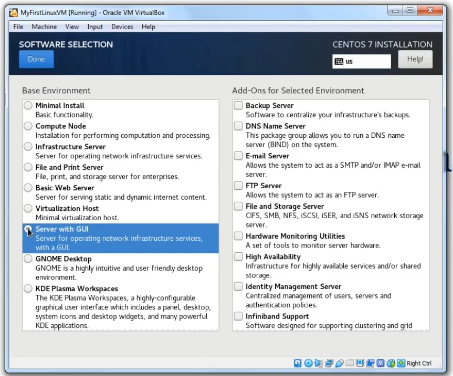 MyFirstLinuxVM [Running] - Oracle VM VirtualBox
File Machine View Input Devices Help
SOFTWARE SELECTION
CENTOS 7 INSTALLATION
Done
us
Help!
Base Environment
Minimal Install
Basic functionality.
Compute Node
Installation for performing computation and processing.
Infrastructure Server
Server for operating network infrastructure services.
File and Print Server
File, print, and storage server for enterprises.
Basic Web Server
Server for serving static and dynamic internet content.
Virtualization Host
Minimal virtualization host.
Server with GUI
Server for operating network infrastructure services,
with a GUI.
GNOME Desktop
GNOME is a highly intuitive and user friendly desktop
environment.
KDE Plasma Workspaces
The KDE Plasma Workspaces, a highly-configurable
graphical user interface which includes a panel, desktop,
system icons and desktop widgets, and many powerful
KDE applications.
Add-Ons for Selected Environment
Backup Server
Software to centralize your infrastructure's backups.
DNS Name Server
This package group allows you to run a DNS name
server (BIND) on the system.
E-mail Server
Allows the system to act as a SMTP and/or IMAP e-mail
server.
FTP Server
Allows the system to act as an FTP server.
File and Storage Server
CIFS, SMB, NFS, iSCSI, iSER, and iSNS network storage
server.
Hardware Monitoring Utilities
A set of tools to monitor server hardware.
High Availability
Infrastructure for highly available services and/or shared
storage.
Identity Management Server
Centralized management of users, servers and
authentication policies.
Infiniband Support
Software designed for supporting clustering and grid
Right Ctrl